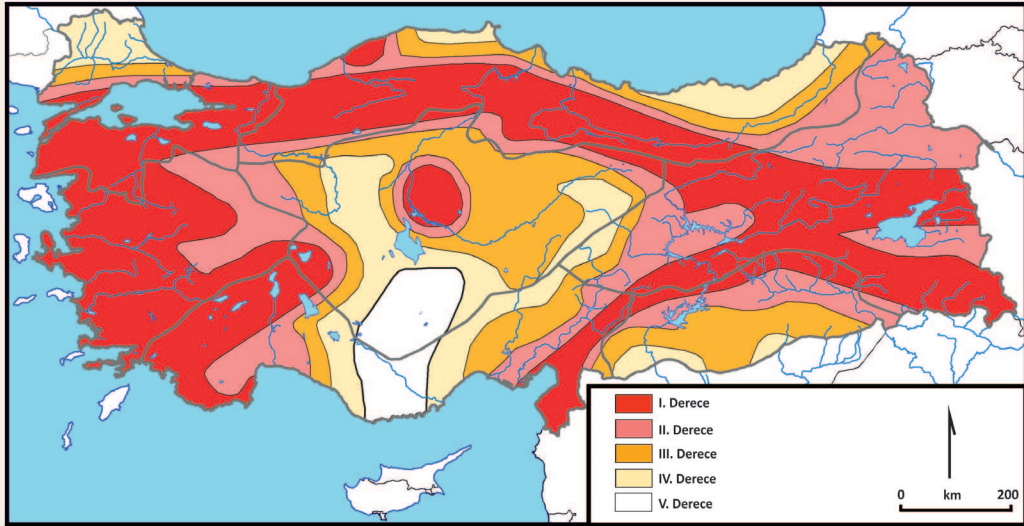 I. Derece
II. Derece
III. Derece
IV. Derece
V. Derece
0 km 200